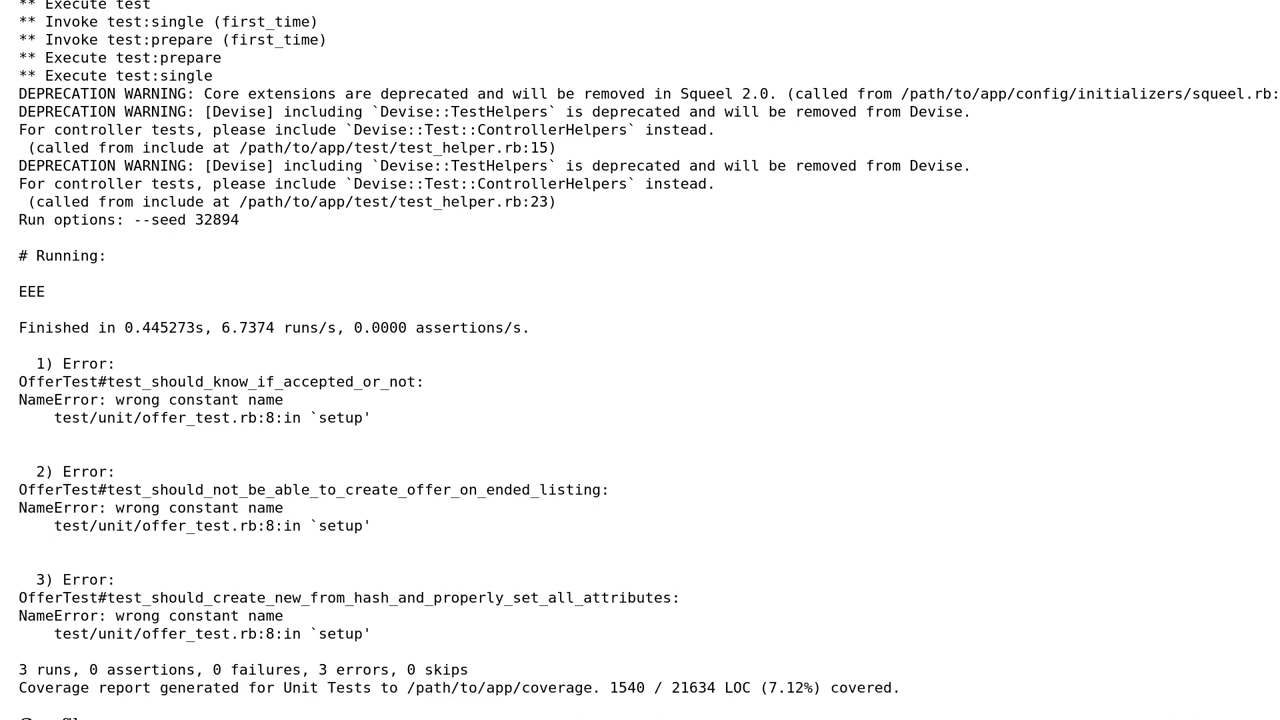 ** Execute test
** Invoke test:single (first_time)
** Invoke test:prepare (first_time)
** Execute test:prepare
** Execute test:single
DEPRECATION WARNING: Core extensions are deprecated and will be removed in Squeel 2.0. (called from /path/to/app/config/initializers/squeel.rb:
DEPRECATION WARNING: [Devise] including `Devise::TestHelpers` is deprecated and will be removed from Devise.
For controller tests, please include `Devise::Test::ControllerHelpers` instead.
 (called from include at /path/to/app/test/test_helper.rb:15)
DEPRECATION WARNING: [Devise] including `Devise::TestHelpers` is deprecated and will be removed from Devise.
For controller tests, please include `Devise::Test::ControllerHelpers` instead.
 (called from include at /path/to/app/test/test_helper.rb:23)
Run options: --seed 32894

# Running:

EEE

Finished in 0.445273s, 6.7374 runs/s, 0.0000 assertions/s.

  1) Error:
OfferTest#test_should_know_if_accepted_or_not:
NameError: wrong constant name
    test/unit/offer_test.rb:8:in `setup'

  2) Error:
OfferTest#test_should_not_be_able_to_create_offer_on_ended_listing:
NameError: wrong constant name
    test/unit/offer_test.rb:8:in `setup'

  3) Error:
OfferTest#test_should_create_new_from_hash_and_properly_set_all_attributes:
NameError: wrong constant name
    test/unit/offer_test.rb:8:in `setup'

3 runs, 0 assertions, 0 failures, 3 errors, 0 skips
Coverage report generated for Unit Tests to /path/to/app/coverage. 1540 / 21634 LOC (7.12%) covered.